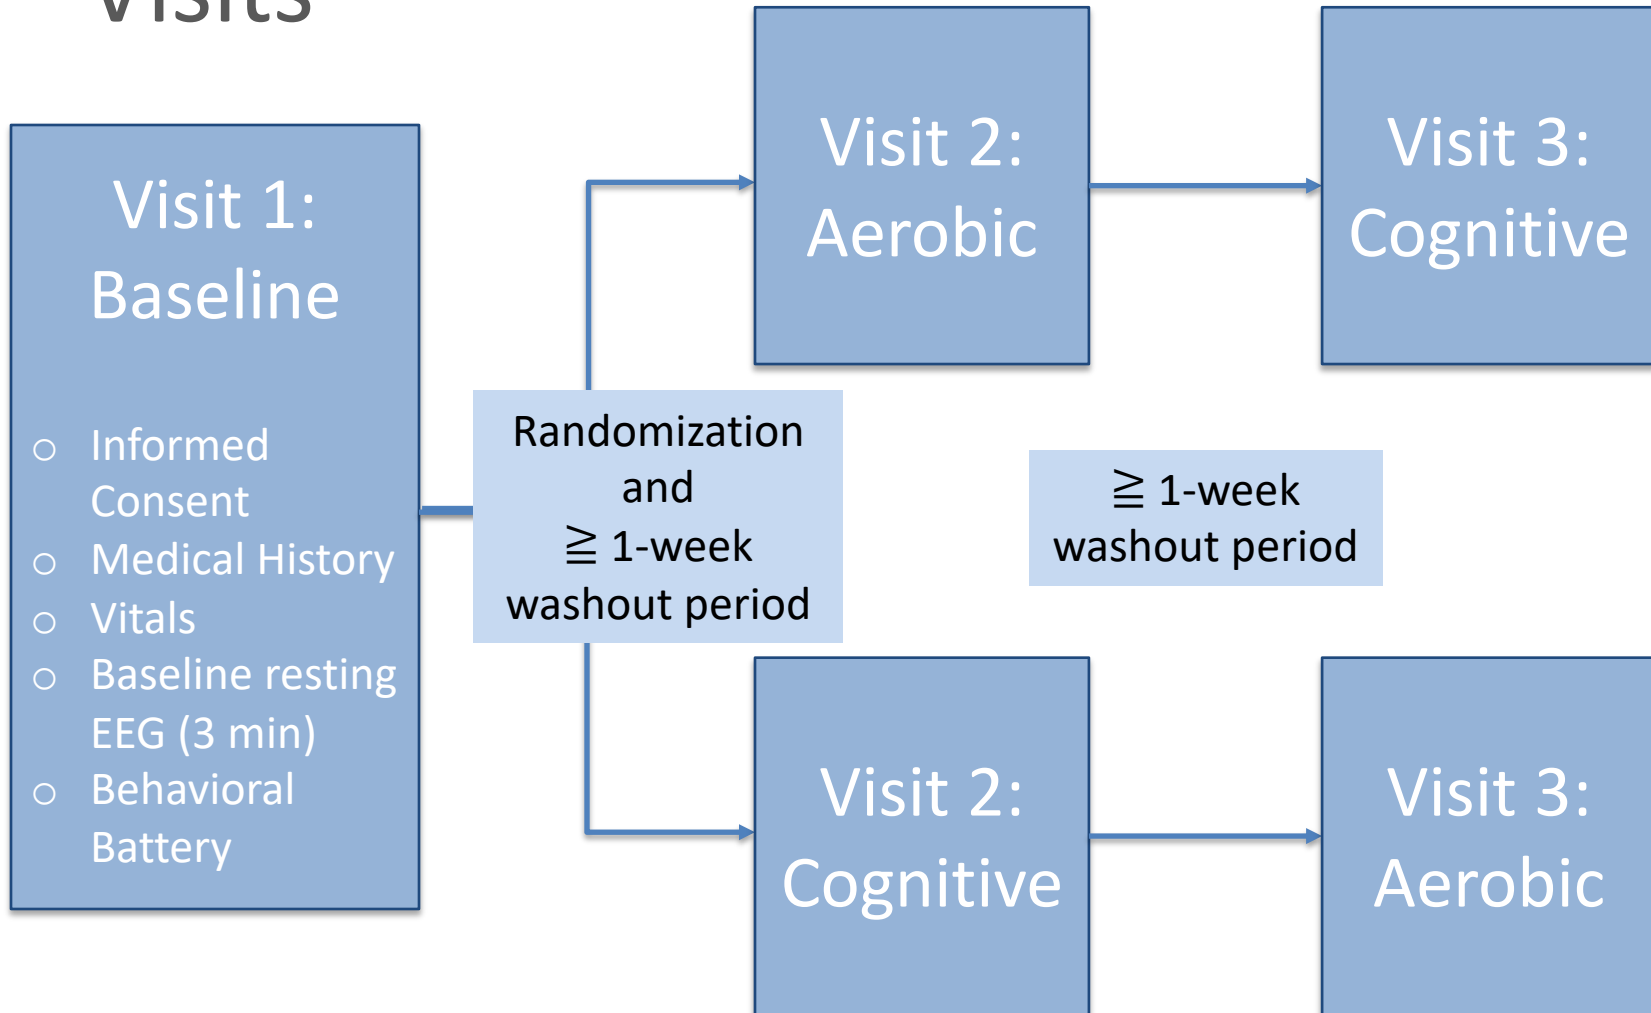 Visits
Visit 1:
Baseline
○ Informed
Consent
○ Medical History
○ Vitals
○ Baseline resting
EEG (3 min)
○ Behavioral
Battery
Randomization
and
≧ 1-week
washout period
Visit 2:
Aerobic
Visit 3:
Cognitive
≧ 1-week
washout period
Visit 2:
Cognitive
Visit 3:
Aerobic